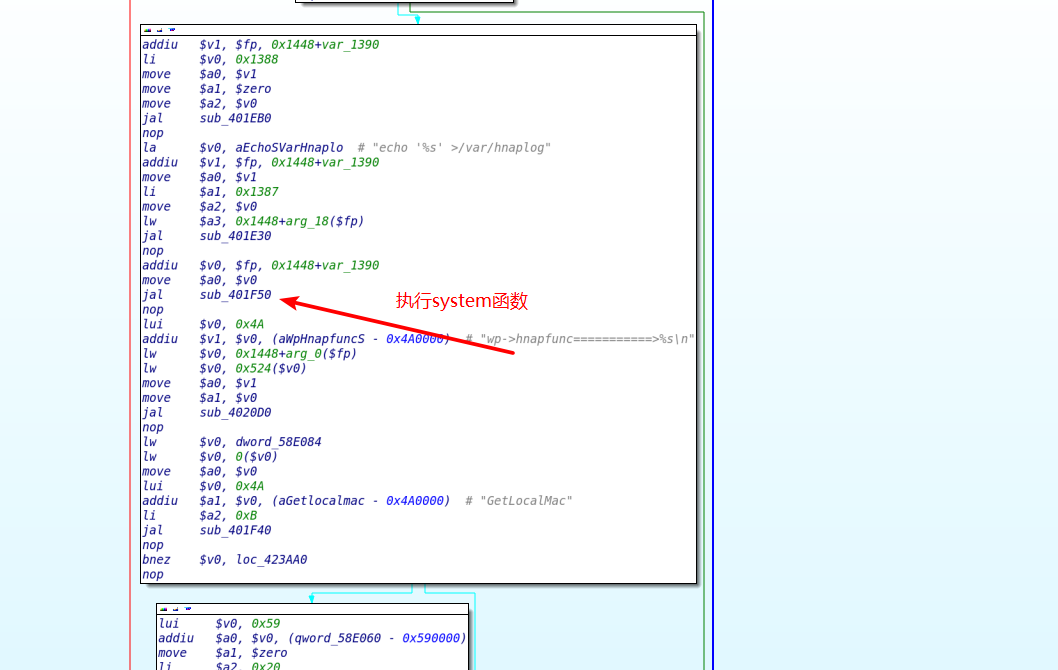 addiu $v1, $fp, 0x1448+var_1390
li $v0, 0x1388
move $a0, $v1
move $a1, $zero
move $a2, $v0
jal sub_401EB0
nop
la $v0, aEchoSVarHnaplo # "echo '%s' >/var/hnaplog"
addiu $v1, $fp, 0x1448+var_1390
move $a0, $v1
li $a1, 0x1387
move $a2, $v0
lw $a3, 0x1448+arg_18($fp)
jal sub_401E30
nop
addiu $v0, $fp, 0x1448+var_1390
move $a0, $v0
jal sub_401F50
执行system函数
nop
lui $v0, 0x4A
addiu $v1, $v0, (aWpHnapfuncS - 0x4A0000) # "wp->hnapfunc===========>%s\n"
lw $v0, 0x1448+arg_0($fp)
lw $v0, 0x524($v0)
move $a0, $v1
move $a1, $v0
jal sub_4020D0
nop
lw $v0, dword_58E084
lw $v0, 0($v0)
move $a0, $v0
lui $v0, 0x4A
addiu $a1, $v0, (aGetlocalmac - 0x4A0000) # "GetLocalMac"
li $a2, 0xB
jal sub_401F40
nop
bnez $v0, loc_423AA0
nop
lui $v0, 0x59
addiu $a0, $v0, (qword_58E060 - 0x590000)
move $a1, $zero
li $a2, 0x20